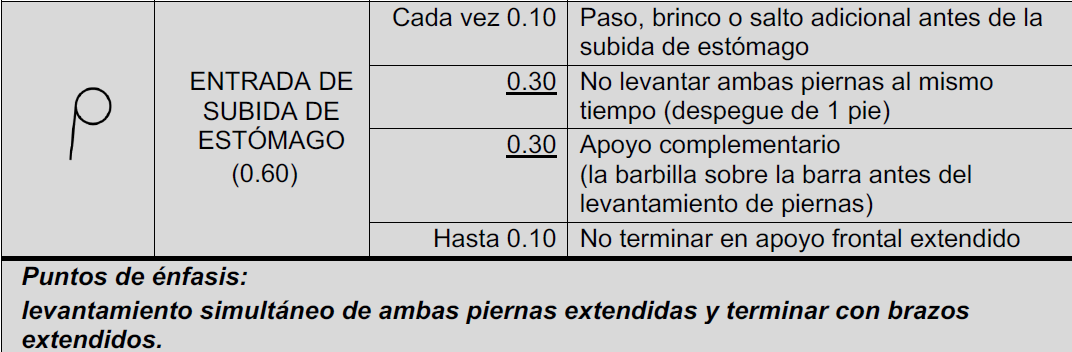 Cada vez 0.10 Paso, brinco o salto adicional antes de la
subida de estómago
ENTRADA DE
SUBIDA DE
ESTÓMAGO
(0.60)
0.30 No levantar ambas piernas al mismo
tiempo (despegue de 1 pie)
0.30 Apoyo complementario
(la barbilla sobre la barra antes del
levantamiento de piernas)
Hasta 0.10 No terminar en apoyo frontal extendido
Puntos de énfasis:
levantamiento simultáneo de ambas piernas extendidas y terminar con brazos
extendidos.